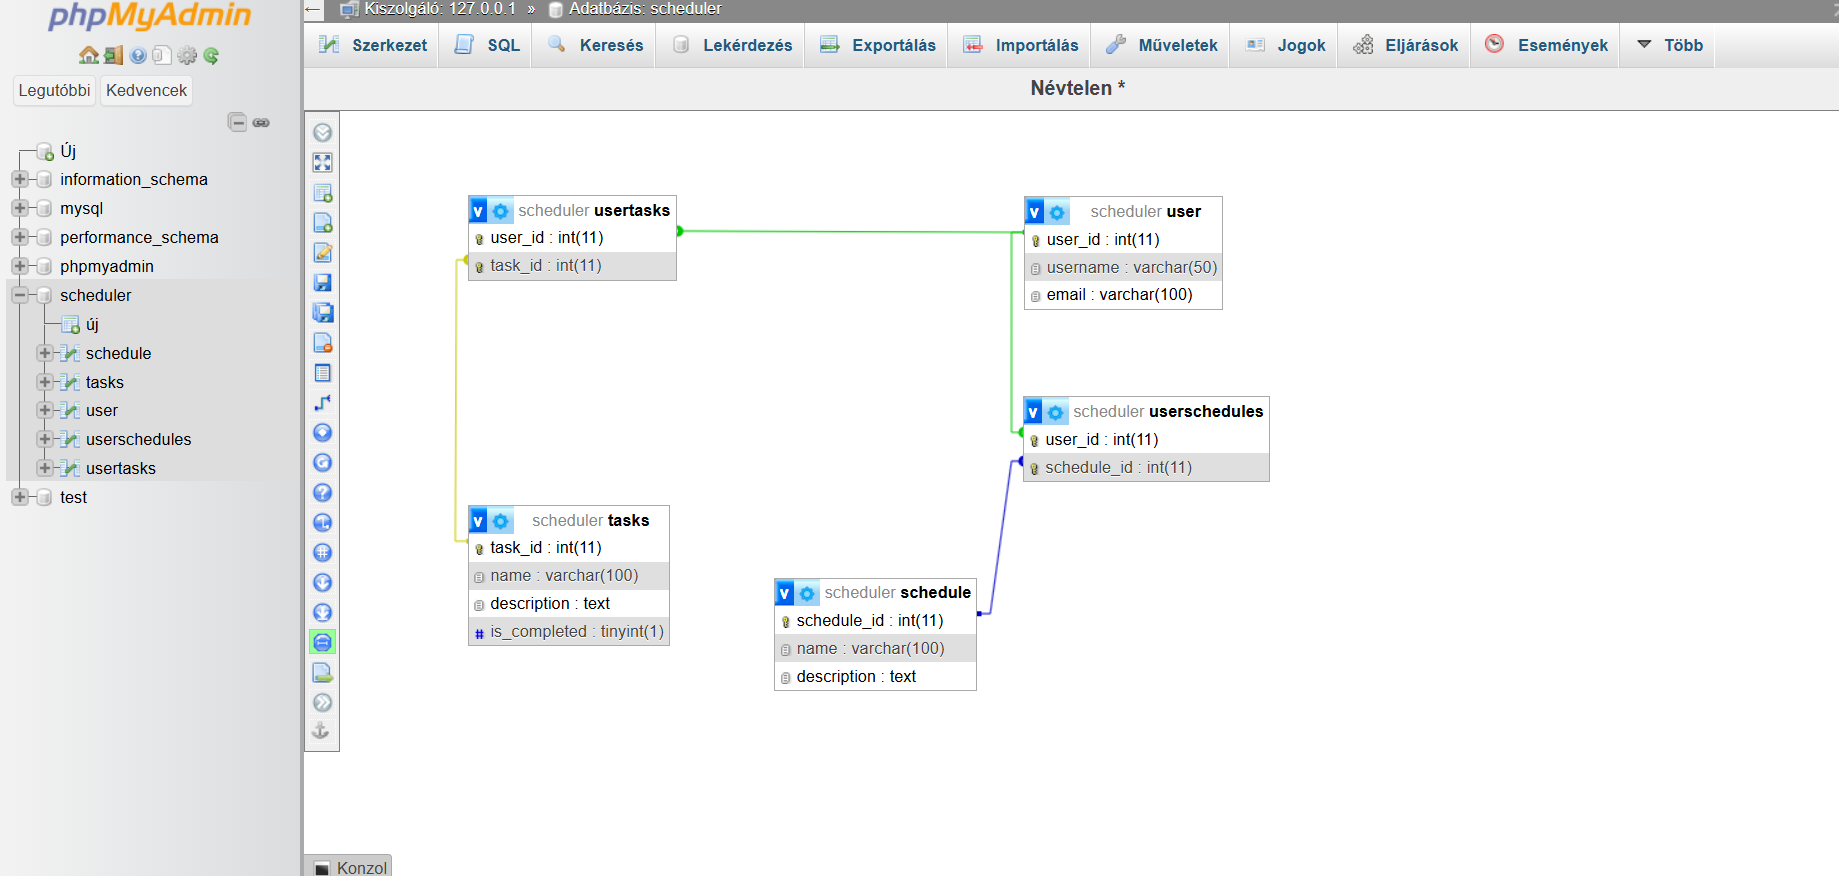 phpMyAdmin
Legutóbbi Kedvencek
Új
information_schema
mysql
performance_schema
phpmyadmin
scheduler
új
schedule
tasks
user
userschedules
usertasks
test
Kiszolgáló: 127.0.0.1 » Adatbázis: scheduler
Szerkezet SQL Keresés Lekérdezés Exportálás Importálás Műveletek Jogok Eljárások Események Több
Névtelen *
v scheduler usertasks
user_id : int(11)
task_id : int(11)
v scheduler user
user_id : int(11)
username : varchar(50)
email : varchar(100)
v scheduler userschedules
user_id : int(11)
schedule_id : int(11)
v scheduler tasks
task_id : int(11)
name : varchar(100)
description : text
# is_completed : tinyint(1)
v scheduler schedule
schedule_id : int(11)
name : varchar(100)
description : text
Konzol